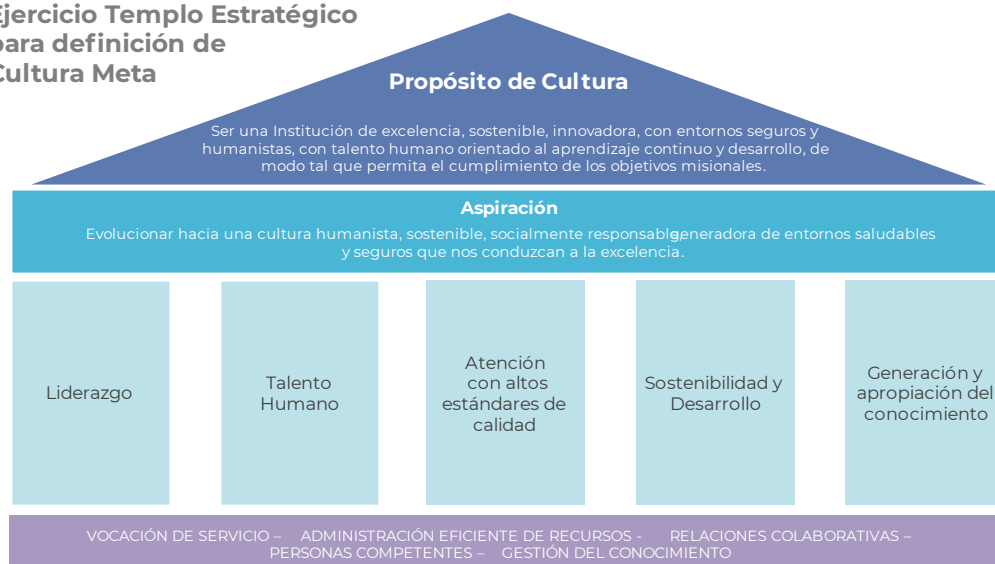 Ejercicio Templo Estratégico
para definición de
Cultura Meta
Propósito de Cultura
Ser una Institución de excelencia, sostenible, innovadora, con entornos seguros y
humanistas, con talento humano orientado al aprendizaje continuo y desarrollo, de
modo tal que permita el cumplimiento de los objetivos misionales.
Aspiración
Evolucionar hacia una cultura humanista, sostenible, socialmente responsable, generadora de entornos saludables
y seguros que nos conduzcan a la excelencia.
Liderazgo
Talento
Humano
Atención
con altos
estándares de
calidad
Sostenibilidad y
Desarrollo
Generación y
apropiación del
conocimiento
VOCACIÓN DE SERVICIO – ADMINISTRACIÓN EFICIENTE DE RECURSOS - RELACIONES COLABORATIVAS –
PERSONAS COMPETENTES – GESTIÓN DEL CONOCIMIENTO